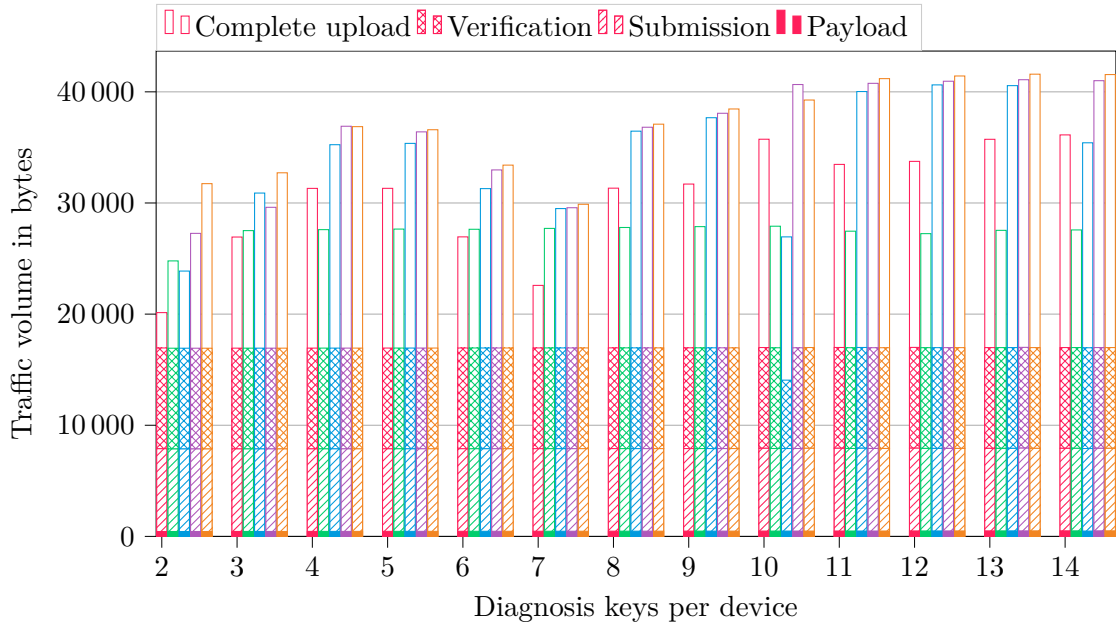 Complete upload Verification Submission Payload
40 000
30 000
20 000
10 000
0
Traffic volume in bytes
2 3 4 5 6 7 8 9 10 11 12 13 14
Diagnosis keys per device